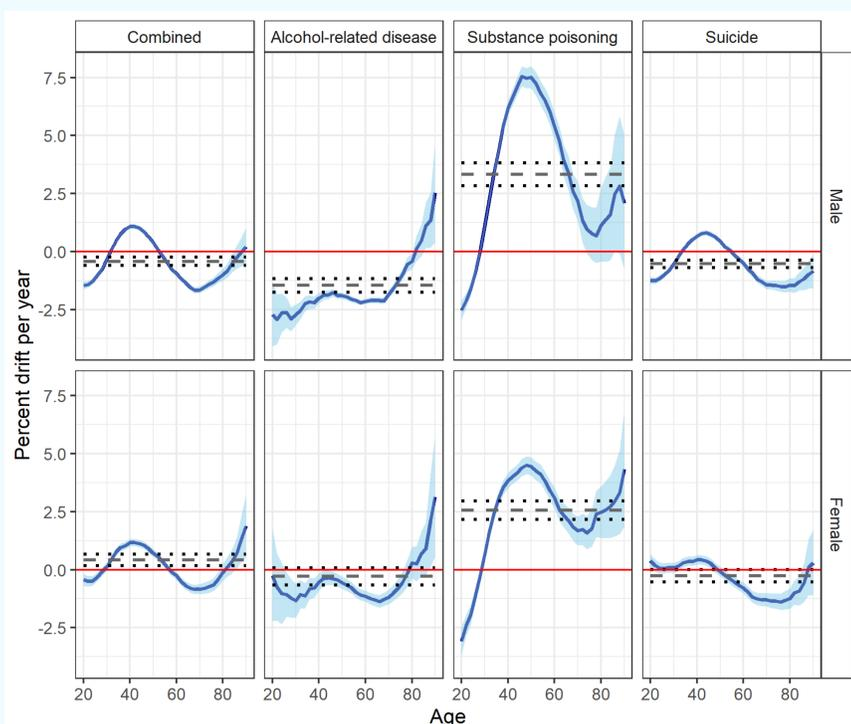 Combined
Alcohol-related disease
Substance poisoning
Suicide
Percent drift per year
7.5
5.0
2.5
0.0
-2.5
Male
7.5
5.0
2.5
0.0
-2.5
Female
20 40 60 80
20 40 60 80
20 40 60 80
20 40 60 80
Age